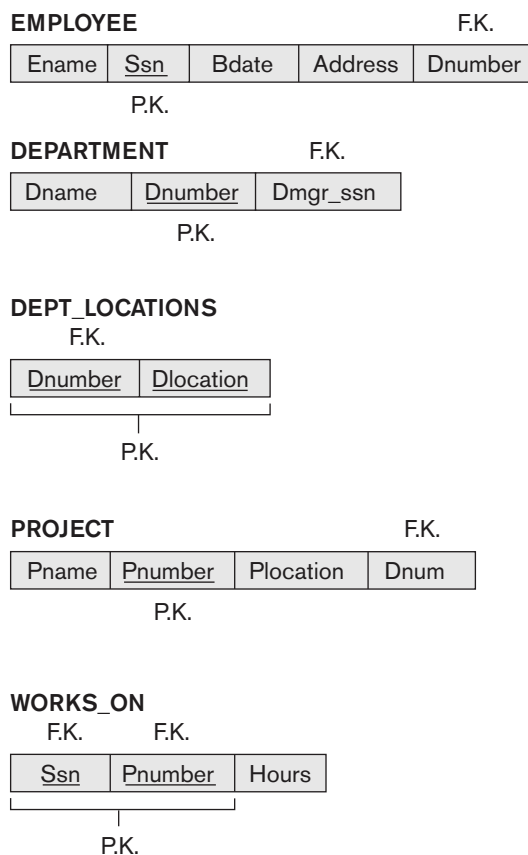 EMPLOYEE F.K.
Ename Ssn Bdate Address Dnumber
P.K.
DEPARTMENT F.K.
Dname Dnumber Dmgr_ssn
P.K.
DEPT_LOCATIONS
F.K.
Dnumber Dlocation
P.K.
PROJECT F.K.
Pname Pnumber Plocation Dnum
P.K.
WORKS_ON
F.K. F.K.
Ssn Pnumber Hours
P.K.